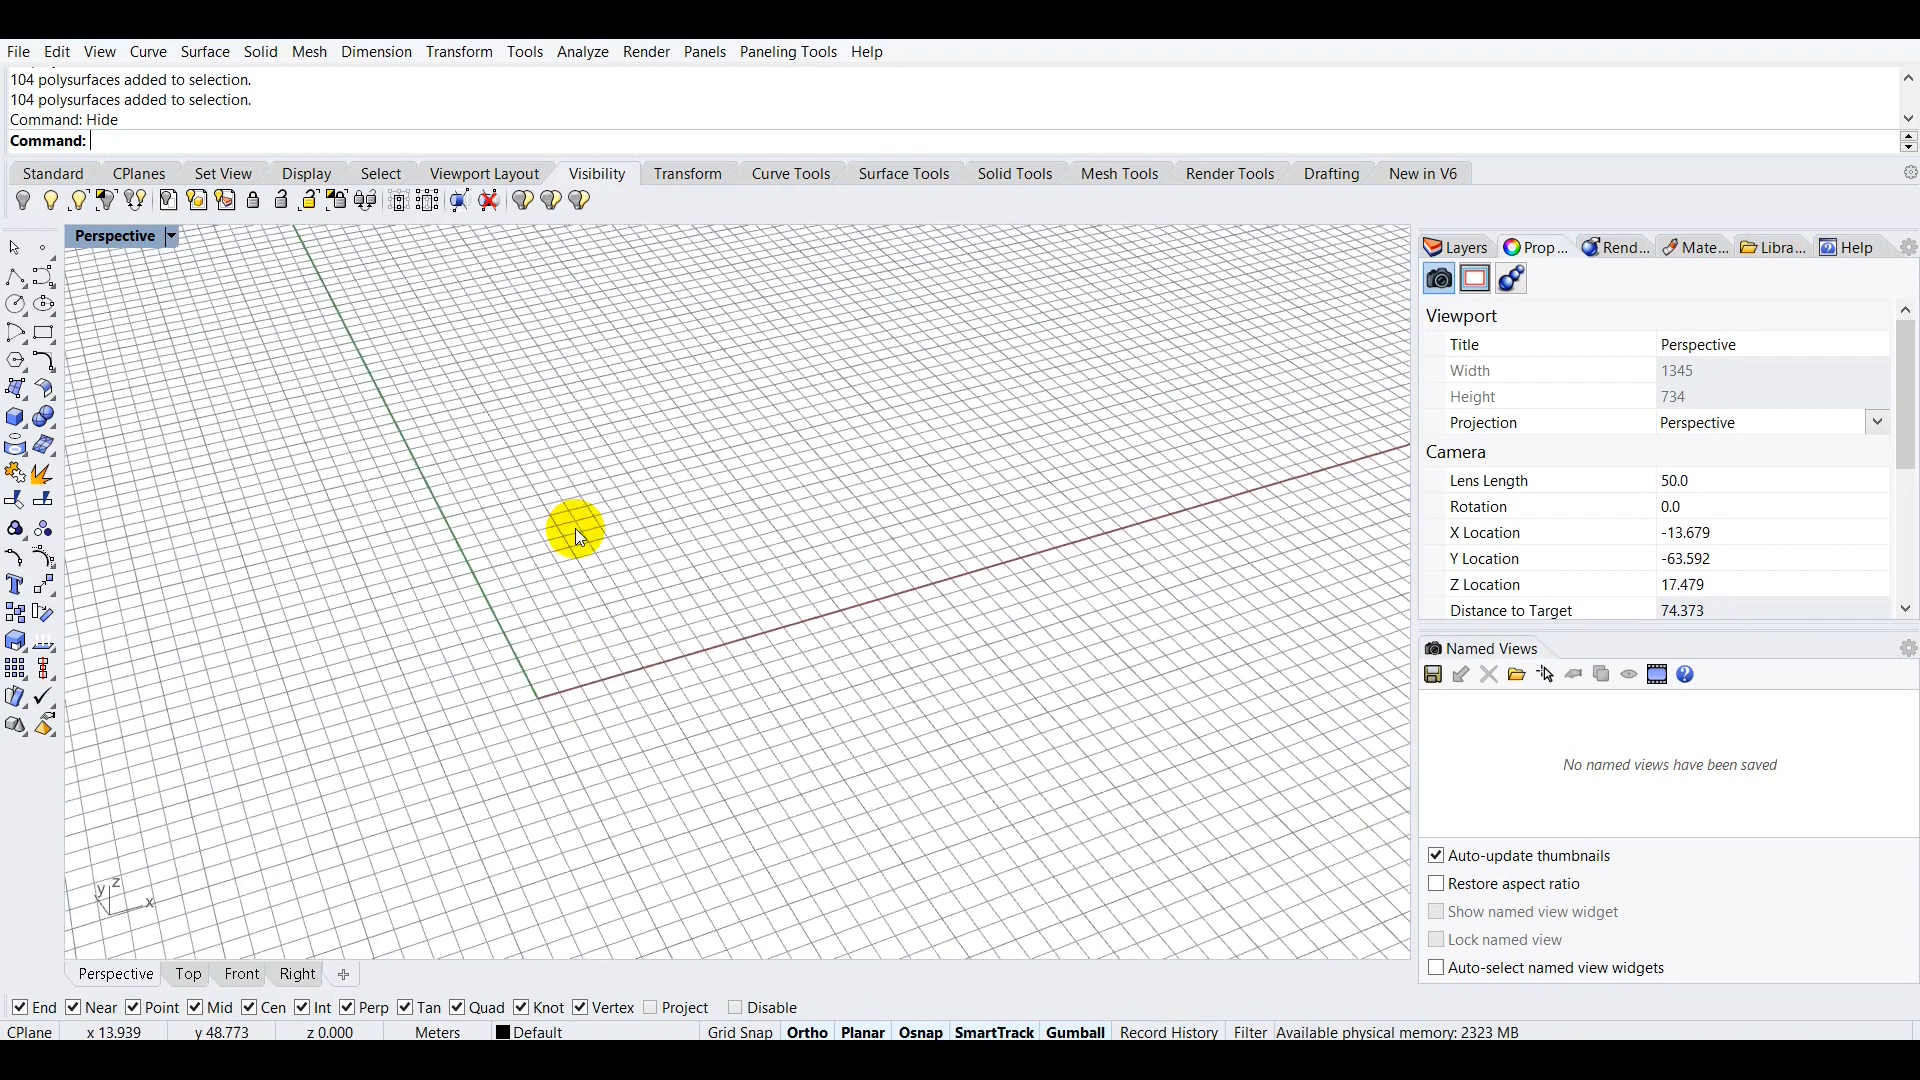 File Edit View Curve Surface Solid Mesh Dimension Transform Tools Analyze Render Panels Paneling Tools Help
104 polysurfaces added to selection.
104 polysurfaces added to selection.
Command: Hide
Command:
Standard CPlanes Set View Display Select Viewport Layout Visibility Transform Curve Tools Surface Tools Solid Tools Mesh Tools Render Tools Drafting New in V6
Perspective
Layers Prop ... Rend... Mate... Libra... Help
Viewport
Title Perspective
Width 1345
Height 734
Projection Perspective
Camera
Lens Length 50.0
Rotation 0.0
X Location -13.679
Y Location -63.592
Z Location 17.479
Distance to Target 74.373
Named Views
No named views have been saved
Auto-update thumbnails
Restore aspect ratio
Show named view widget
Lock named view
Auto-select named view widgets
y z x
Perspective Top Front Right
End Near Point Mid Cen Int Perp Tan Quad Knot Vertex Project Disable
CPlane x 13.939 y 48.773 z 0.000 Meters Default Grid Snap Ortho Planar Osnap SmartTrack Gumball Record History Filter Available physical memory: 2323 MB